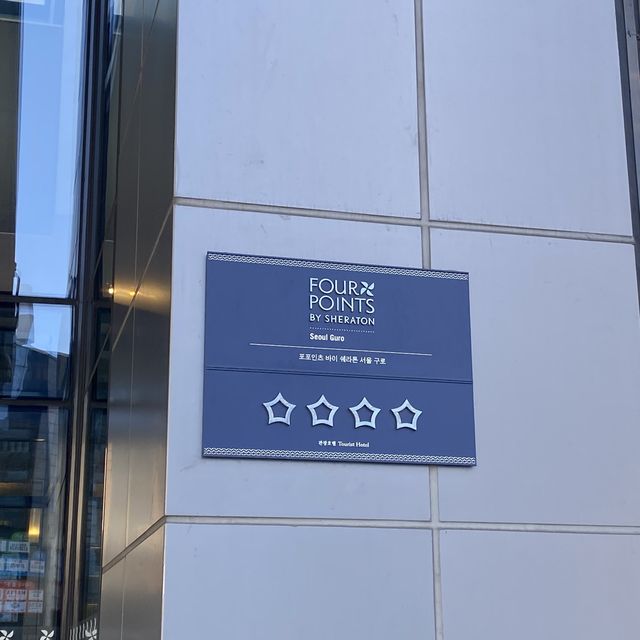 FOUR
POINTS
BY SHERATON
Seoul Guro
포포인츠 바이 쉐라톤 서울 구로
관광호텔 Tourist Hotel